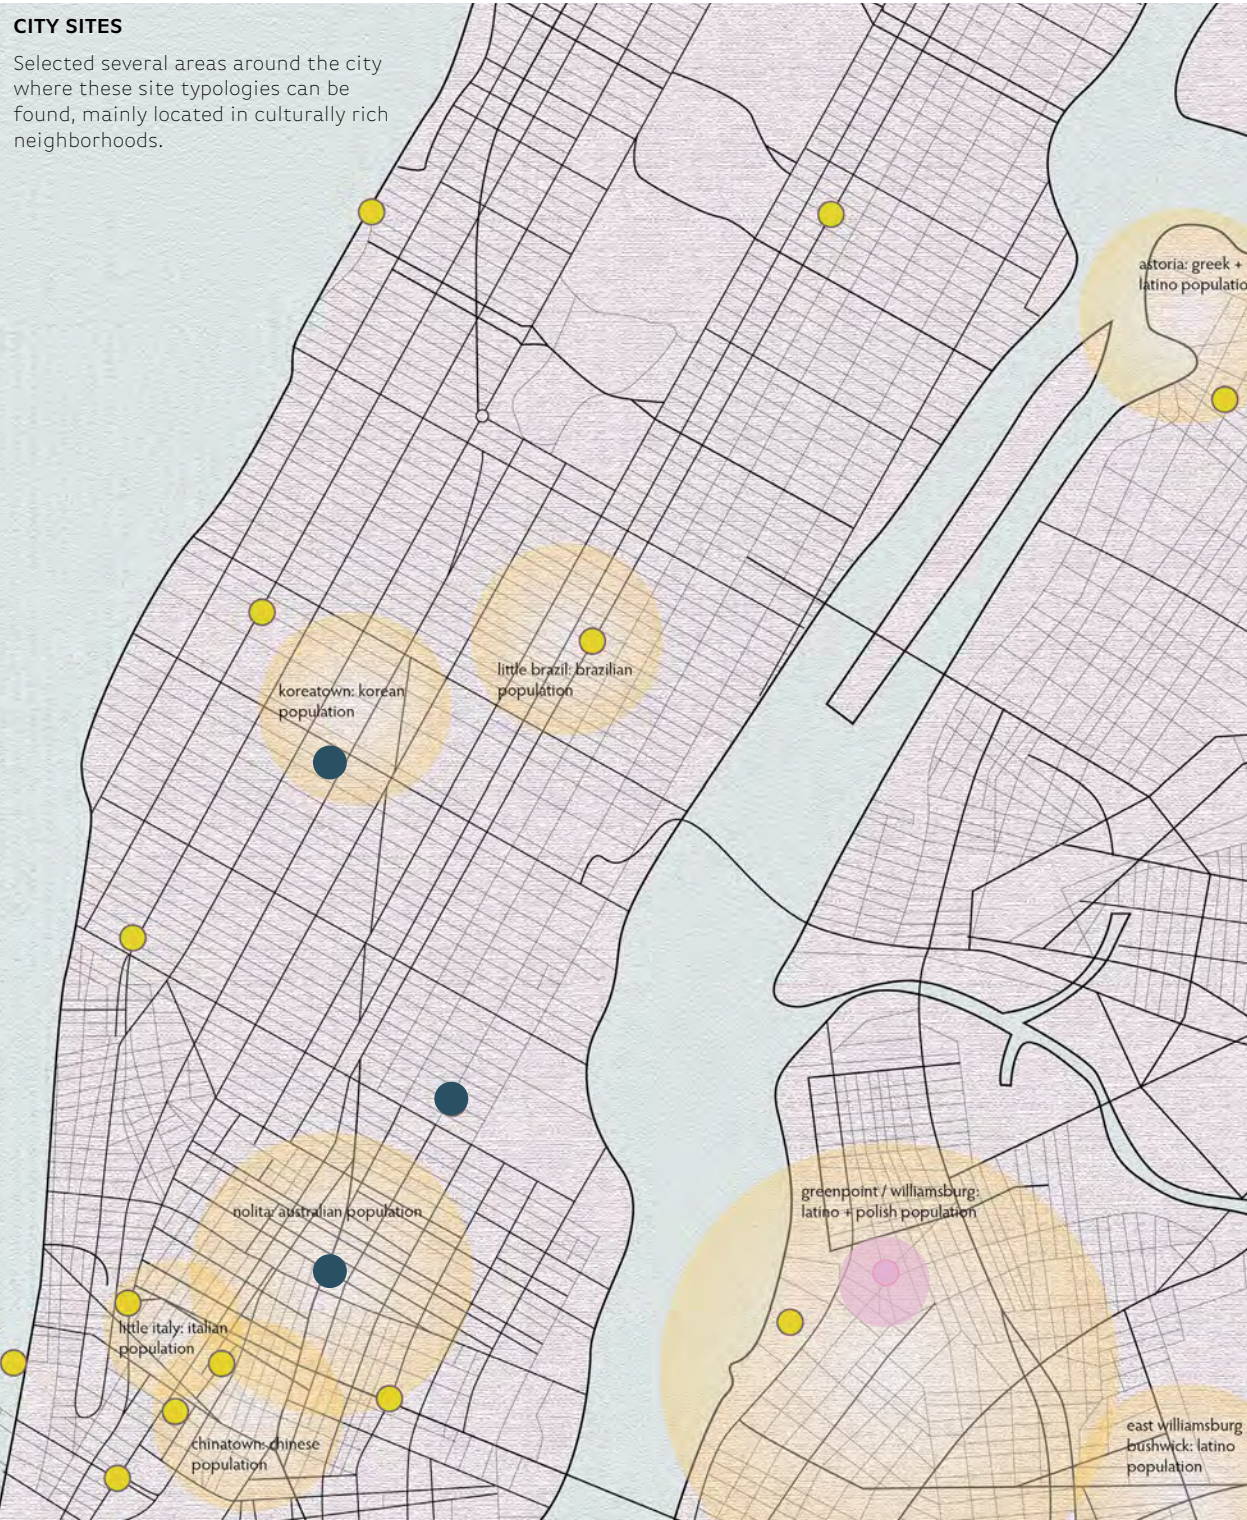 CITY SITES
Selected several areas around the city
where these site typologies can be
found, mainly located in culturally rich
neighborhoods.
astoria: greek +
latino populatio
little brazil: brazilian
population
koreatown: korean
population
greenpoint / williamsburg:
latino + polish population
nolita: australian population
little italy: italian
population
chinatown: chinese
population
east williamsburg
bushwick: latino
population